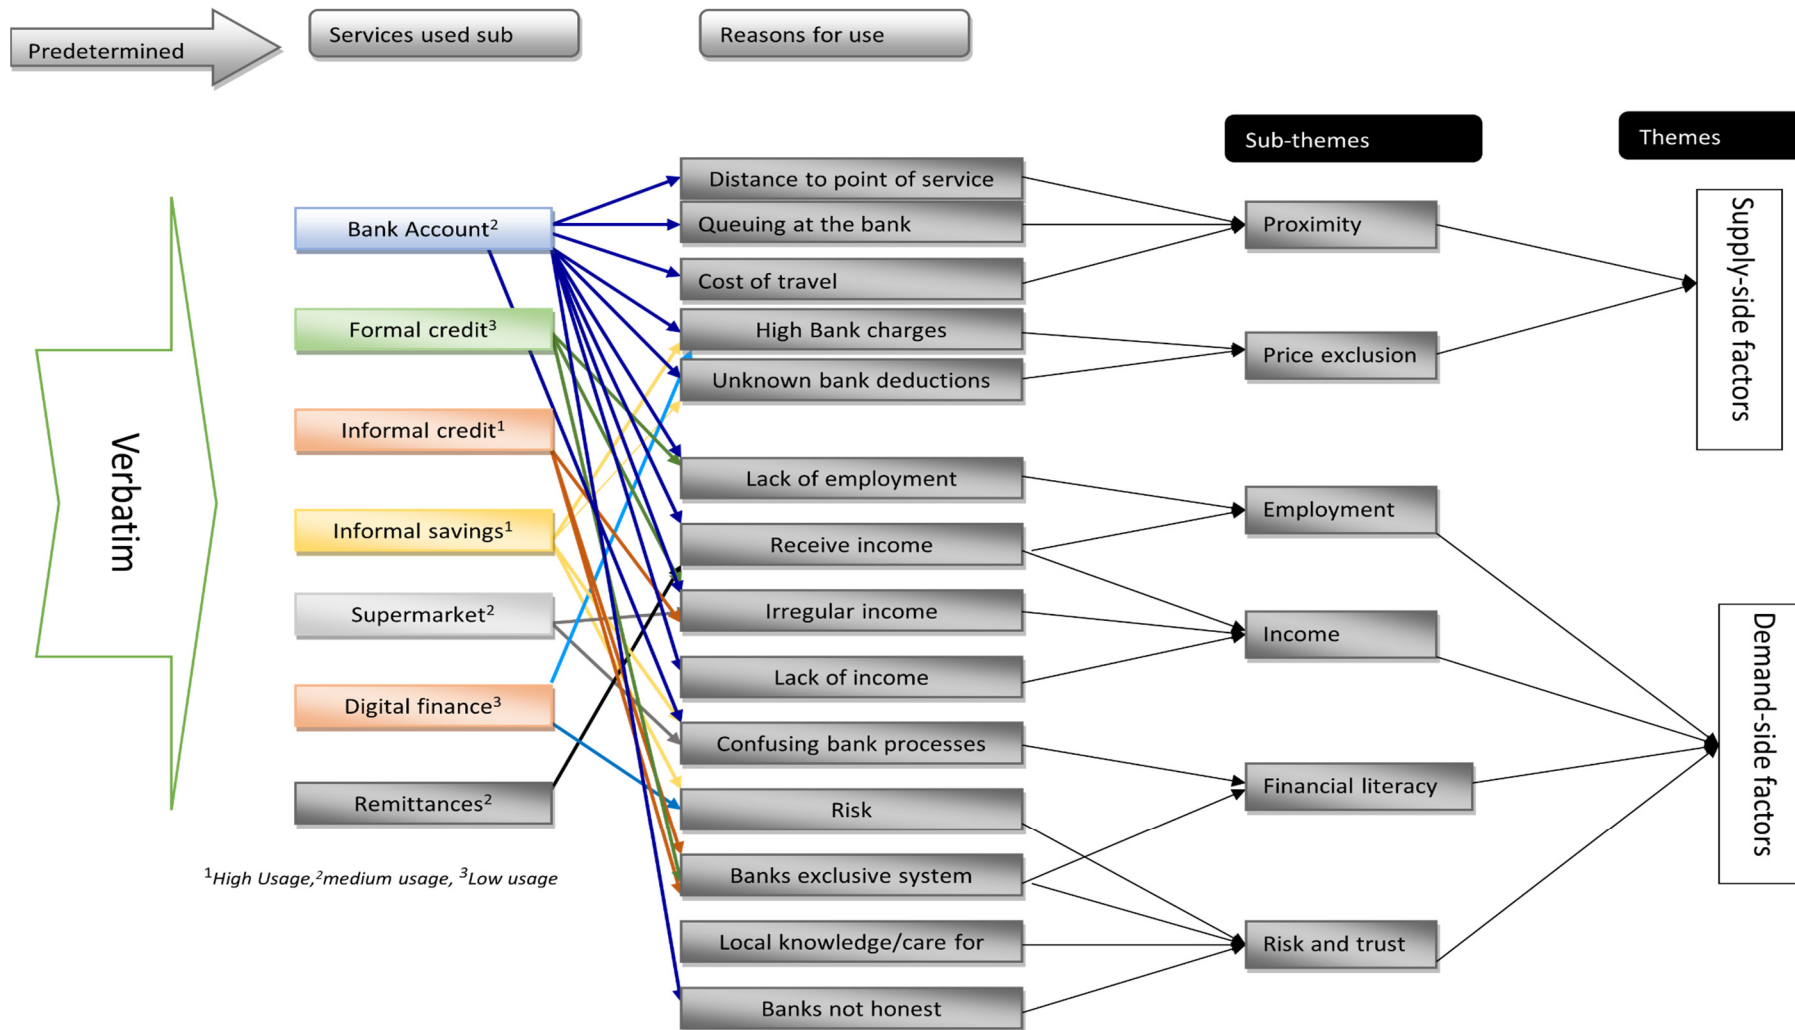 Predetermined
Services used sub
Reasons for use
Sub-themes
Themes
Verbatim
Bank Account²
Formal credit³
Informal credit¹
Informal savings¹
Supermarket²
Digital finance³
Remittances²
¹High Usage,²medium usage, ³Low usage
Distance to point of service
Queuing at the bank
Cost of travel
High Bank charges
Unknown bank deductions
Lack of employment
Receive income
Irregular income
Lack of income
Confusing bank processes
Risk
Banks exclusive system
Local knowledge/care for
Banks not honest
Proximity
Price exclusion
Employment
Income
Financial literacy
Risk and trust
Supply-side factors
Demand-side factors